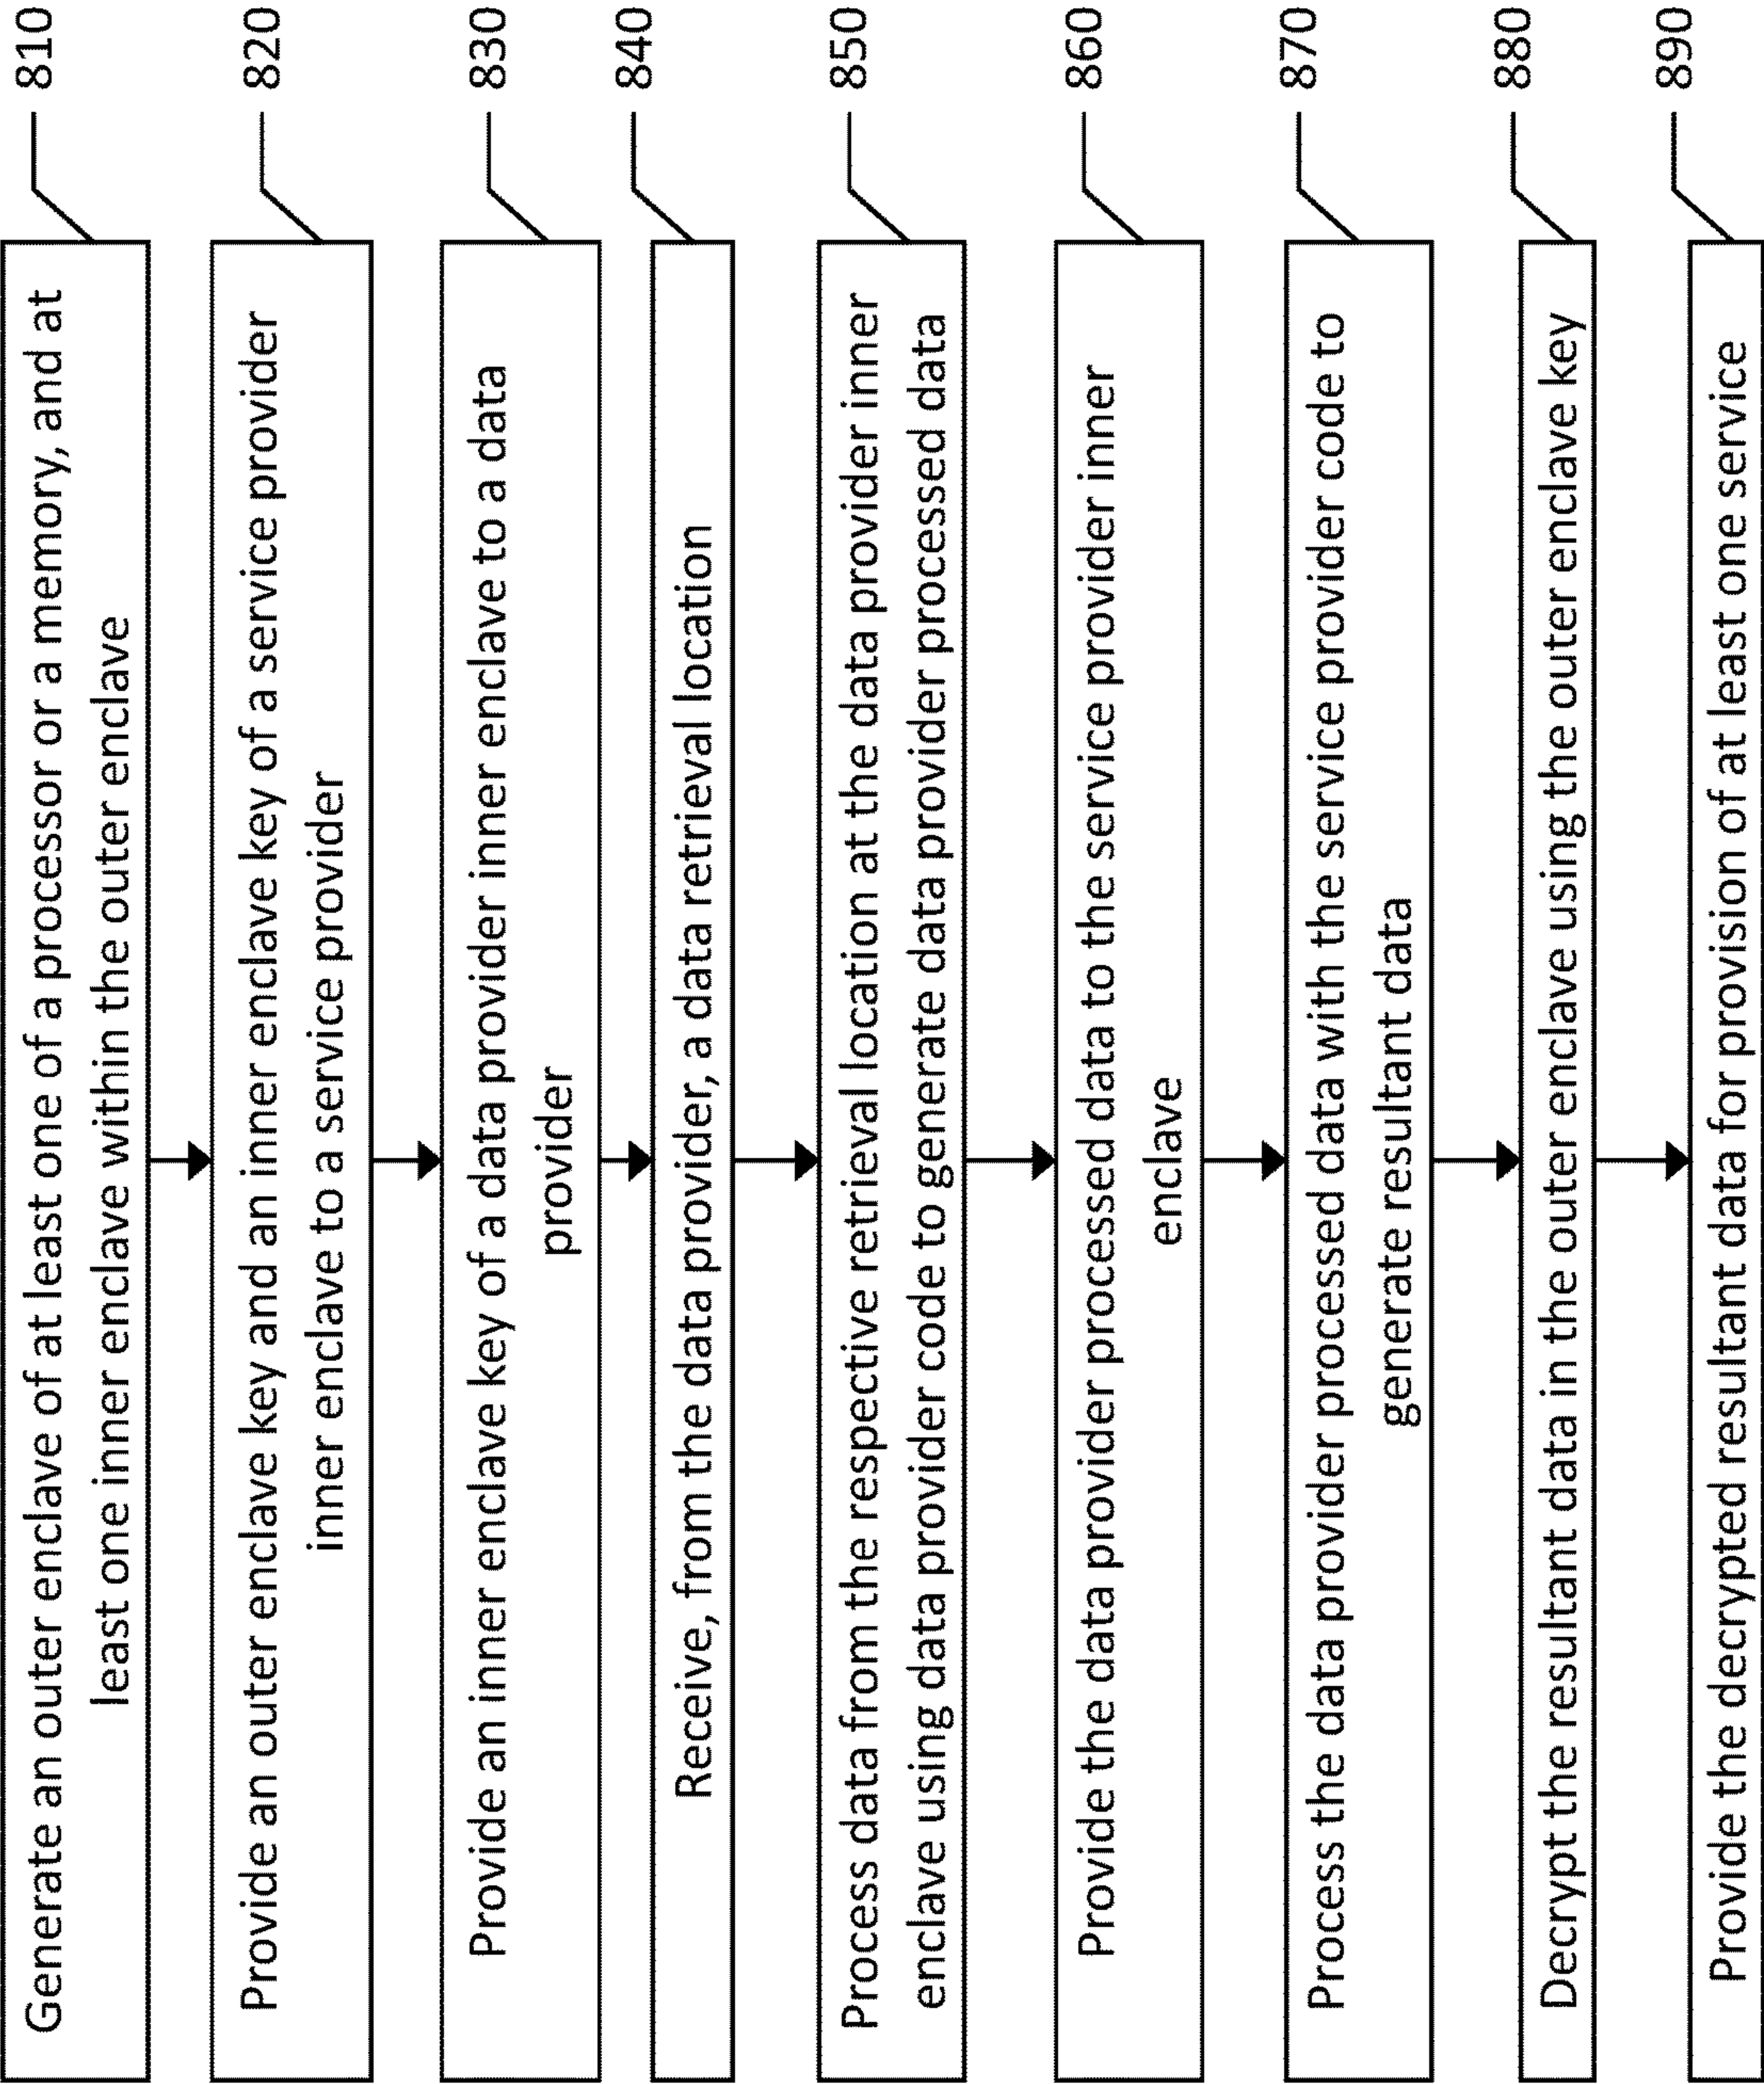 Generate an outer enclave of at least one of a processor or a memory, and at
least one inner enclave within the outer enclave
810
Provide an outer enclave key and an inner enclave key of a service provider
inner enclave to a service provider
820
Provide an inner enclave key of a data provider inner enclave to a data
provider
830
Receive, from the data provider, a data retrieval location
840
Process data from the respective retrieval location at the data provider inner
enclave using data provider code to generate data provider processed data
850
Provide the data provider processed data to the service provider inner
enclave
860
Process the data provider processed data with the service provider code to
generate resultant data
870
Decrypt the resultant data in the outer enclave using the outer enclave key
880
Provide the decrypted resultant data for provision of at least one service
890